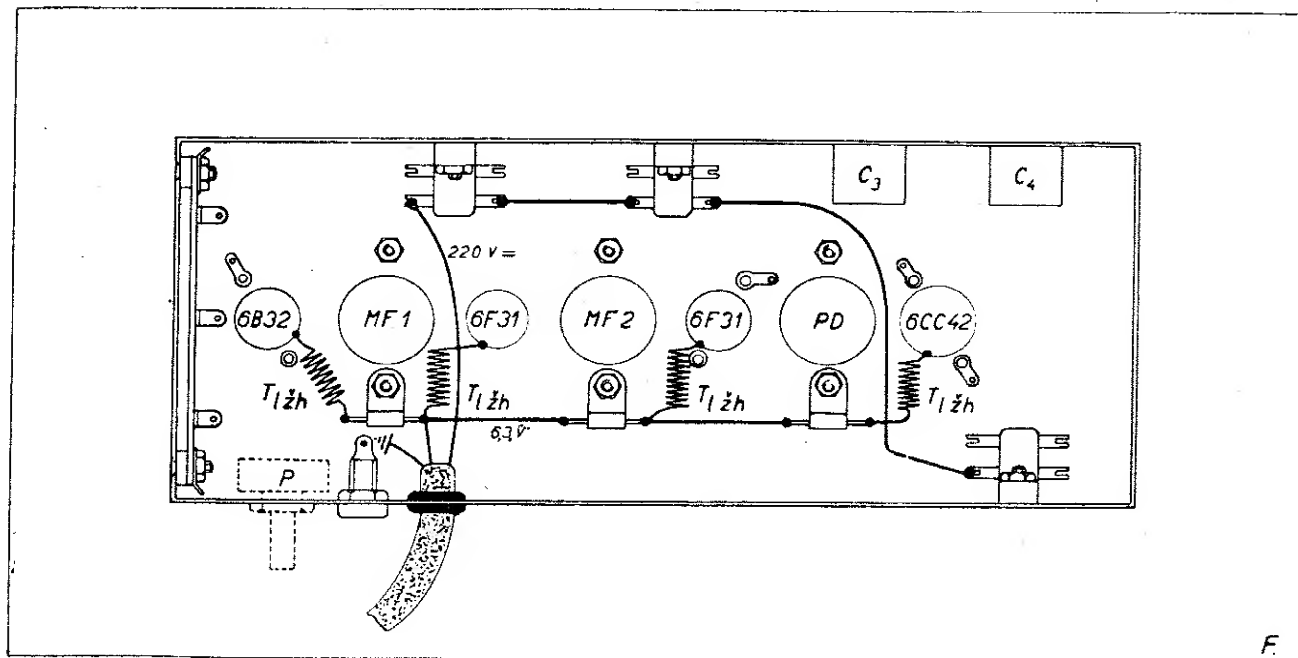 C3
C4
220 V =
6B32
MF1
6F31
MF2
6F31
PD
6CC42
Tl žh
Tl žh
Tl žh
Tl žh
6,3V
P
F.